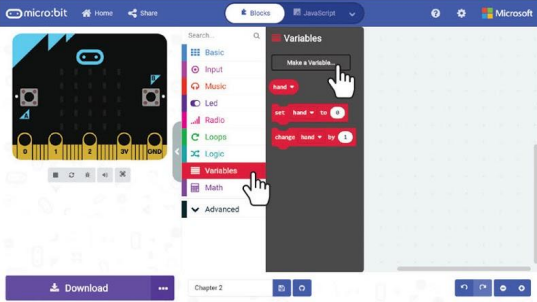 micro:bit Home Share Blocks JavaScript Microsoft
Search...
Basic
Input
Music
Led
Radio
Loops
Logic
Variables
Math
Advanced
Variables
Make a Variable...
hand
set hand to 0
change hand by 1
B
A
0 1 2 3V GND
Download
Chapter 2